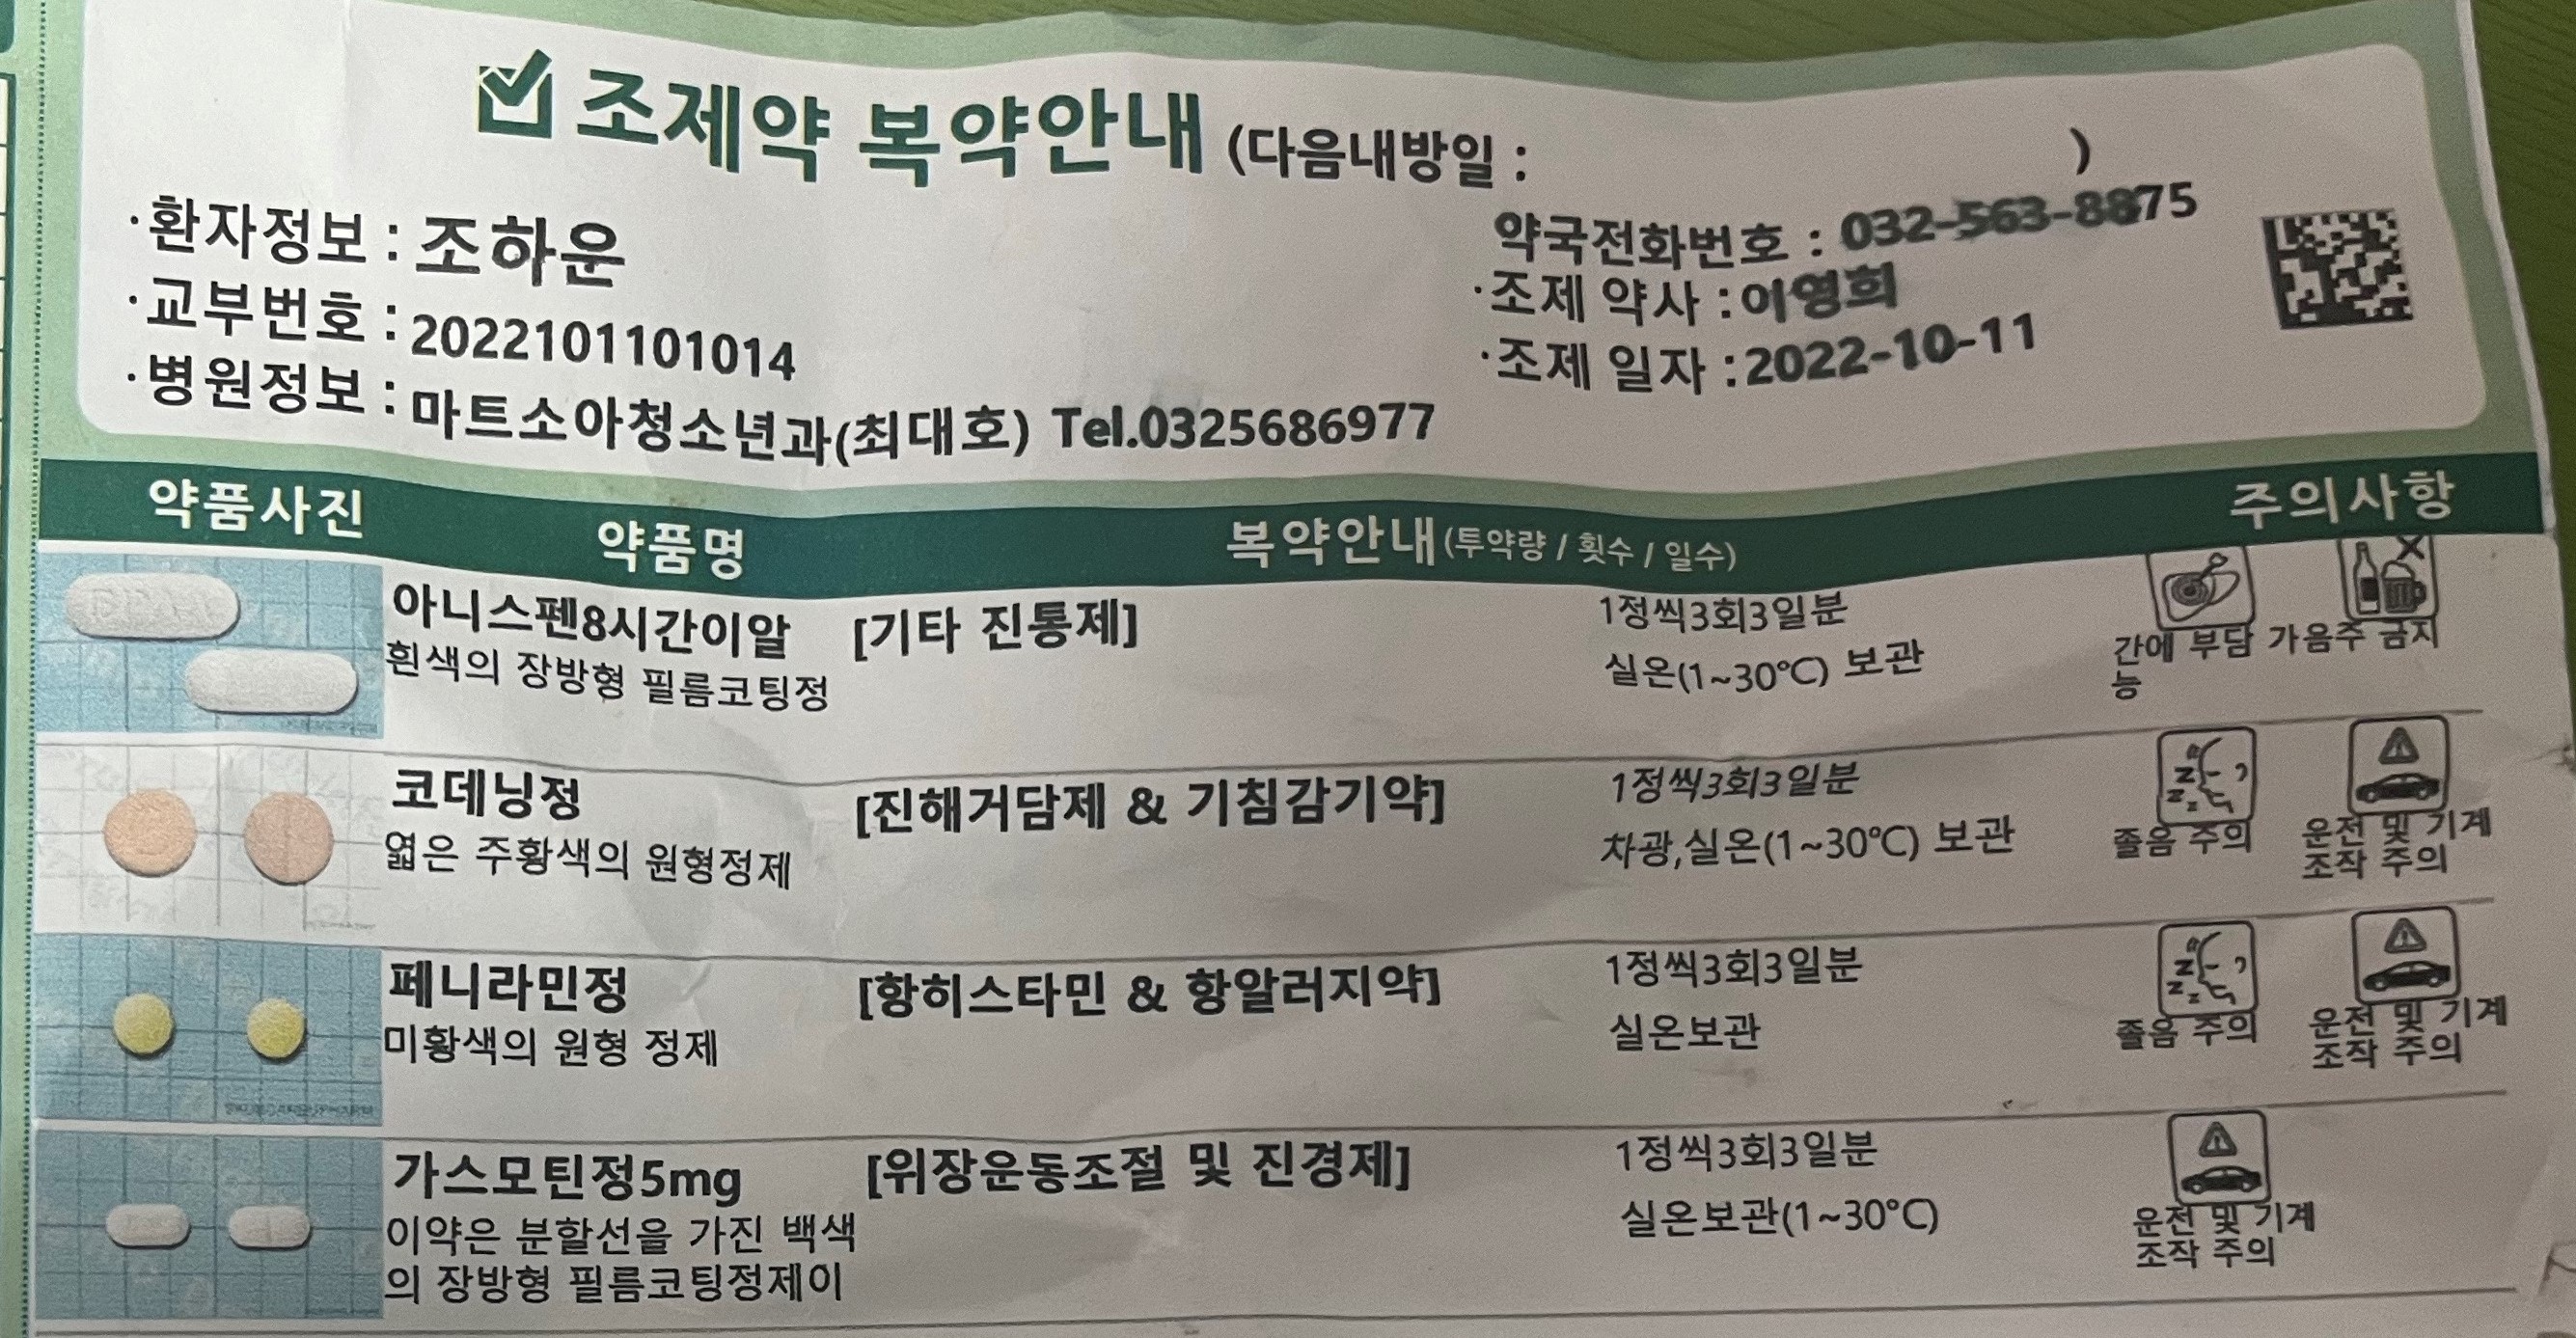 조제약 복약안내 (다음내방일 : )
·환자정보 : 조하운
·교부번호 : 2022101101014
·병원정보 : 마트소아청소년과(최대호) Tel.0325686977
약국전화번호 : 032-563-8875
·조제 약사 : 이영희
·조제 일자 : 2022-10-11
약품사진 약품명 복약안내(투약량 / 횟수 / 일수) 주의사항
아니스펜8시간이알 [기타 진통제] 1정씩3회3일분
흰색의 장방형 필름코팅정 실온(1~30℃) 보관
간에 부담 가음주 금지
능
코데닝정 [진해거담제 & 기침감기약] 1정씩3회3일분
엷은 주황색의 원형정제 차광,실온(1~30℃) 보관
졸음 주의 운전 및 기계
조작 주의
페니라민정 [항히스타민 & 항알러지약] 1정씩3회3일분
미황색의 원형 정제 실온보관
졸음 주의 운전 및 기계
조작 주의
가스모틴정5mg [위장운동조절 및 진경제] 1정씩3회3일분
이약은 분할선을 가진 백색 실온보관(1~30℃)
의 장방형 필름코팅정제이
운전 및 기계
조작 주의